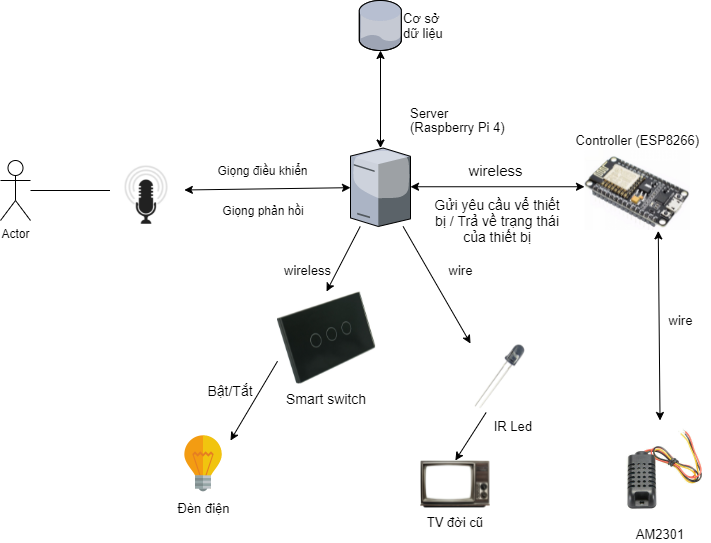 Cơ sở
dữ liệu
Server
(Raspberry Pi 4)
Controller (ESP8266)
Giọng điều khiển
wireless
Giọng phản hồi
Gửi yêu cầu về thiết
bị / Trả về trạng thái
của thiết bị
Actor
wireless
wire
wire
Bật/Tắt
Smart switch
IR Led
Đèn điện
TV đời cũ
AM2301